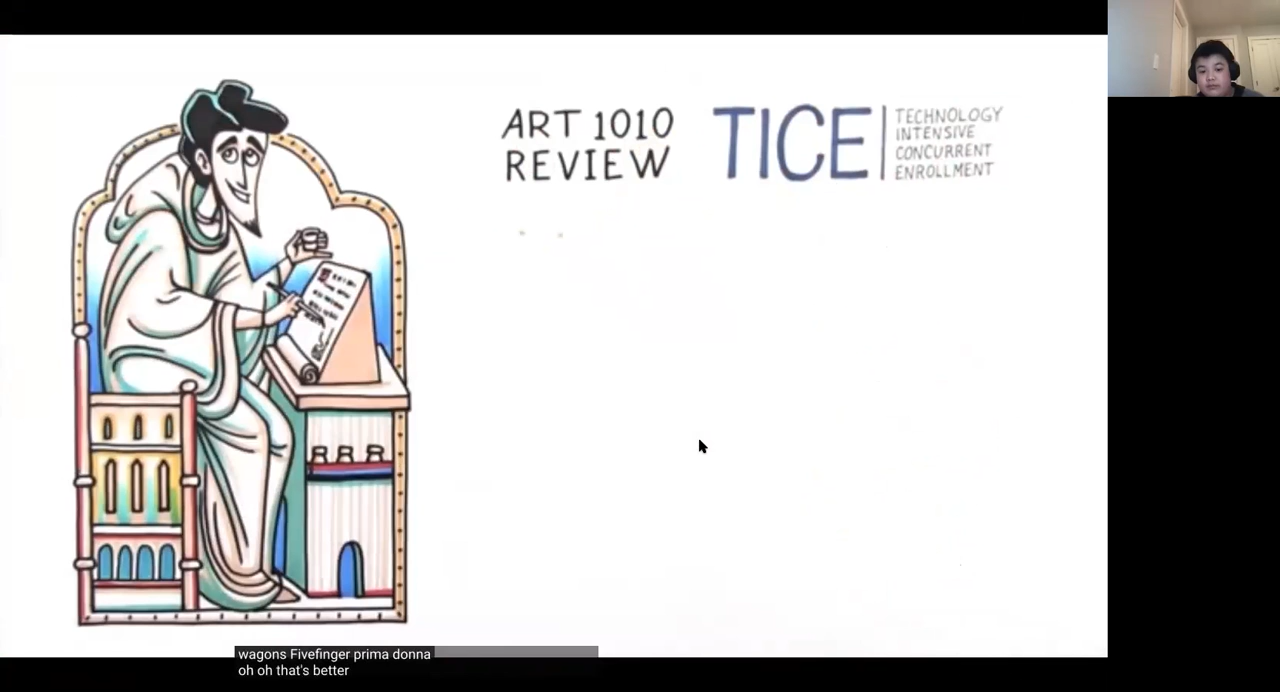 ART 1010
REVIEW
TICE
TECHNOLOGY
INTENSIVE
CONCURRENT
ENROLLMENT
wagons Fivefinger prima donna
oh oh that's better